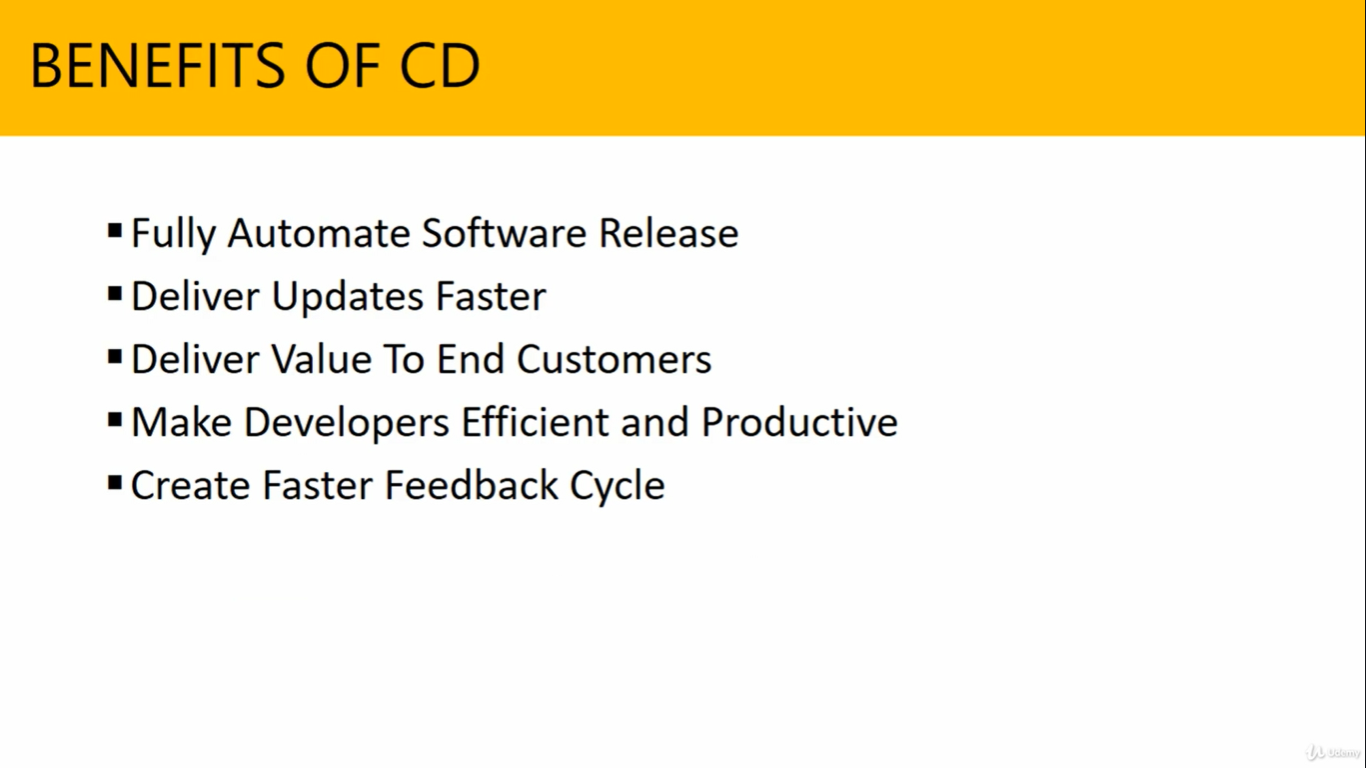 BENEFITS OF CD
▪Fully Automate Software Release
▪Deliver Updates Faster
▪Deliver Value To End Customers
▪Make Developers Efficient and Productive
▪Create Faster Feedback Cycle
Udemy